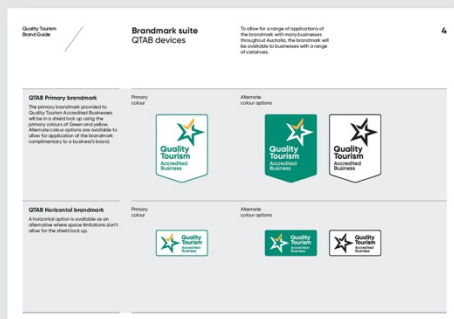 Quality Tourism
Brand Guide
Brandmark suite
QTAB devices
To allow for a range of applications of
the brandmark with many businesses
throughout Australia, the brandmark will
be available to businesses with a range
of variances.
4
QTAB Primary brandmark
The primary brandmark provided to
Quality Tourism Accredited Businesses
will be in a shield lock up using the
primary colours of Green and yellow.
Alternate colour options are available to
allow for application of the brandmark
complimentary to a business's brand.
Primary
colour
Alternate
colour options
Quality
Tourism
Accredited
Business
Quality
Tourism
Accredited
Business
Quality
Tourism
Accredited
Business
QTAB Horizontal brandmark
A horizontal option is available as an
alternative where space limitations don't
allow for the shield lock up.
Primary
colour
Alternate
colour options
Quality
Tourism
Accredited
Business
Quality
Tourism
Accredited
Business
Quality
Tourism
Accredited
Business